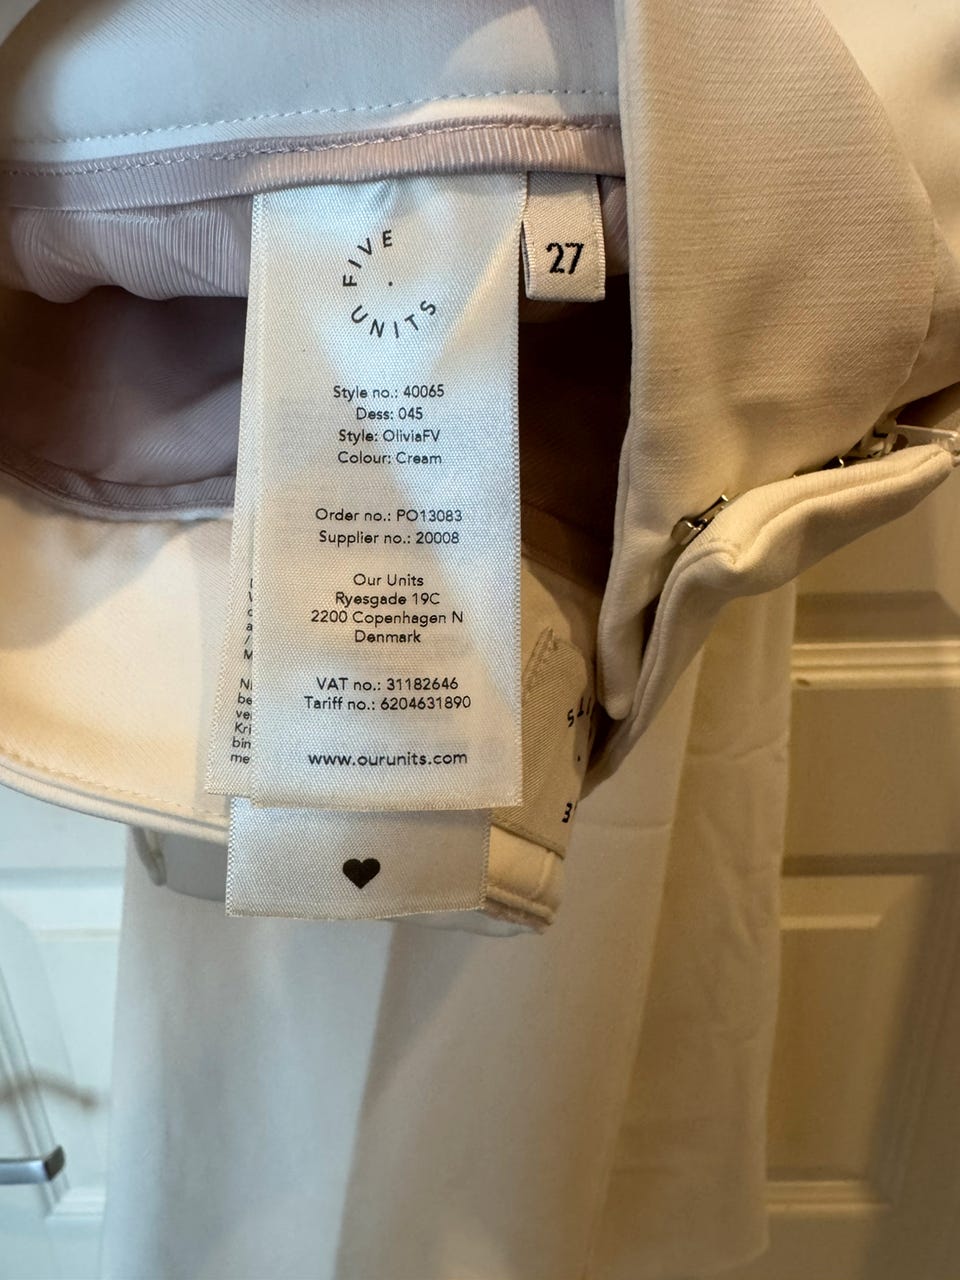 FIVE
UNITS
27
Style no.: 40065
Dess: 045
Style: OliviaFV
Colour: Cream
Order no.: PO13083
Supplier no.: 20008
Our Units
Ryesgade 19C
2200 Copenhagen N
Denmark
VAT no.: 31182646
Tariff no.: 6204631890
www.ourunits.com